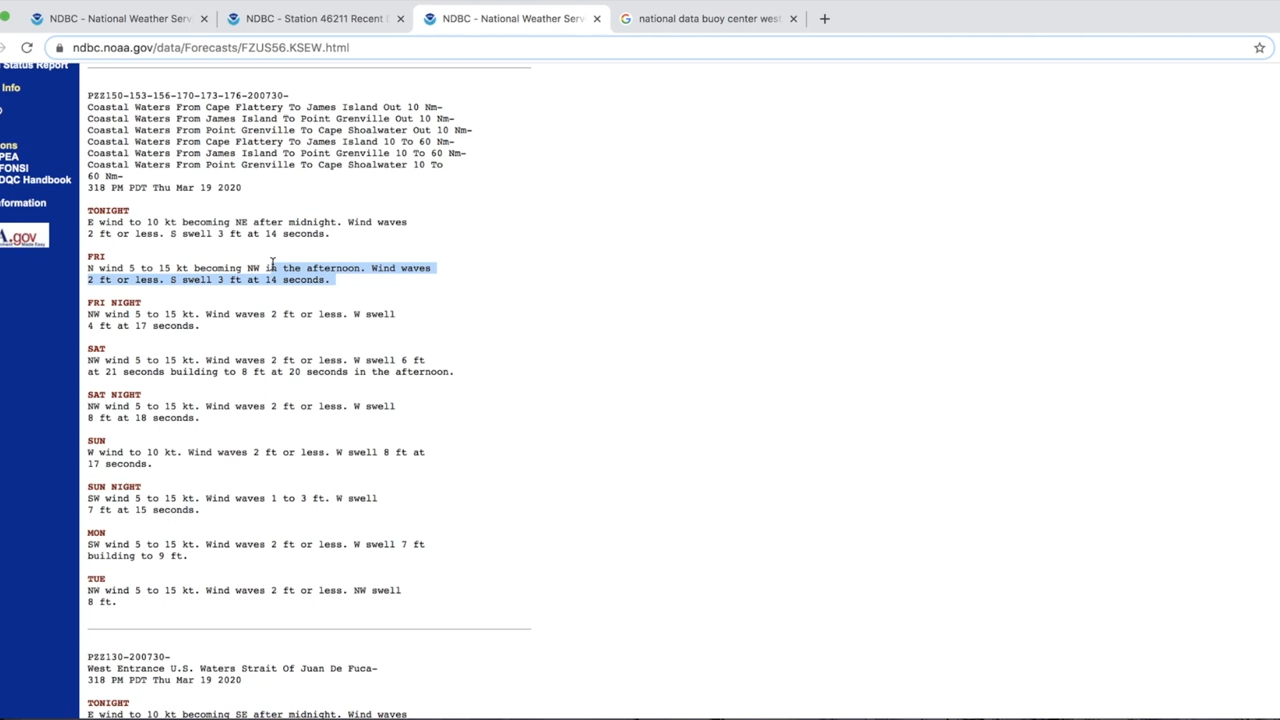 NDBC - National Weather Serv
NDBC - Station 46211 Recent
NDBC - National Weather Serv
national data buoy center wes
ndbc.noaa.gov/data/Forecasts/FZUS56.KSEW.html
Status Report
Info
ons
PEA
FONSI
DQC Handbook
formation
A.gov
PZZ150-153-156-170-173-176-200730-
Coastal Waters From Cape Flattery To James Island Out 10 Nm-
Coastal Waters From James Island To Point Grenville Out 10 Nm-
Coastal Waters From Point Grenville To Cape Shoalwater Out 10 Nm-
Coastal Waters From Cape Flattery To James Island 10 To 60 Nm-
Coastal Waters From James Island To Point Grenville 10 To 60 Nm-
Coastal Waters From Point Grenville To Cape Shoalwater 10 To
60 Nm-
318 PM PDT Thu Mar 19 2020
TONIGHT
E wind to 10 kt becoming NE after midnight. Wind waves
2 ft or less. S swell 3 ft at 14 seconds.
FRI
N wind 5 to 15 kt becoming NW in the afternoon. Wind waves
2 ft or less. S swell 3 ft at 14 seconds.
FRI NIGHT
NW wind 5 to 15 kt. Wind waves 2 ft or less. W swell
4 ft at 17 seconds.
SAT
NW wind 5 to 15 kt. Wind waves 2 ft or less. W swell 6 ft
at 21 seconds building to 8 ft at 20 seconds in the afternoon.
SAT NIGHT
NW wind 5 to 15 kt. Wind waves 2 ft or less. W swell
8 ft at 18 seconds.
SUN
W wind to 10 kt. Wind waves 2 ft or less. W swell 8 ft at
17 seconds.
SUN NIGHT
SW wind 5 to 15 kt. Wind waves 1 to 3 ft. W swell
7 ft at 15 seconds.
MON
SW wind 5 to 15 kt. Wind waves 2 ft or less. W swell 7 ft
building to 9 ft.
TUE
NW wind 5 to 15 kt. Wind waves 2 ft or less. NW swell
8 ft.
PZZ130-200730-
West Entrance U.S. Waters Strait Of Juan De Fuca-
318 PM PDT Thu Mar 19 2020
TONIGHT
E wind to 10 kt becoming SE after midnight. Wind waves